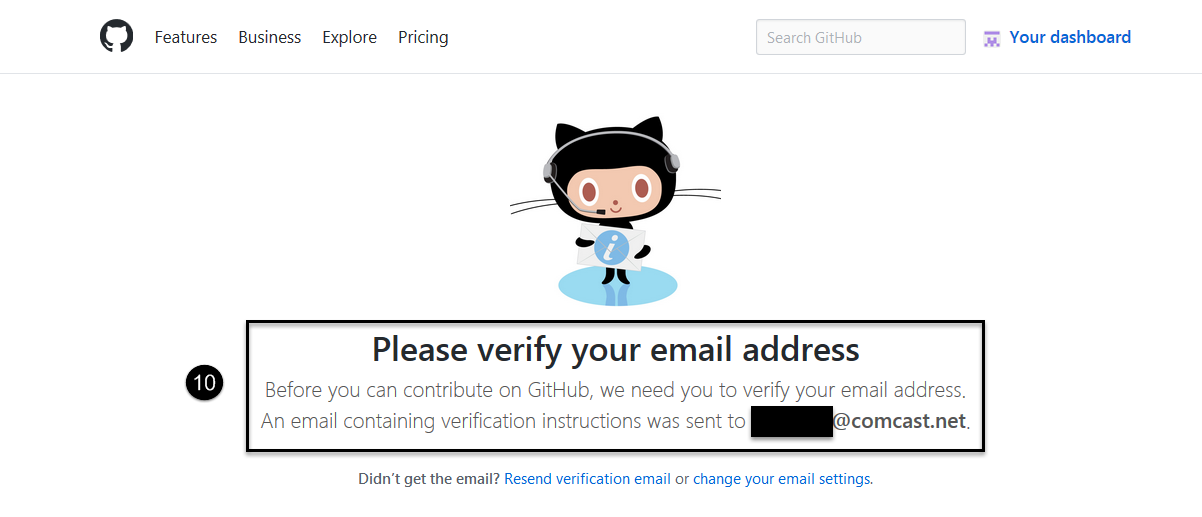 Features Business Explore Pricing Search GitHub Your dashboard
i
Please verify your email address
10
Before you can contribute on GitHub, we need you to verify your email address.
An email containing verification instructions was sent to @comcast.net.
Didn't get the email? Resend verification email or change your email settings.